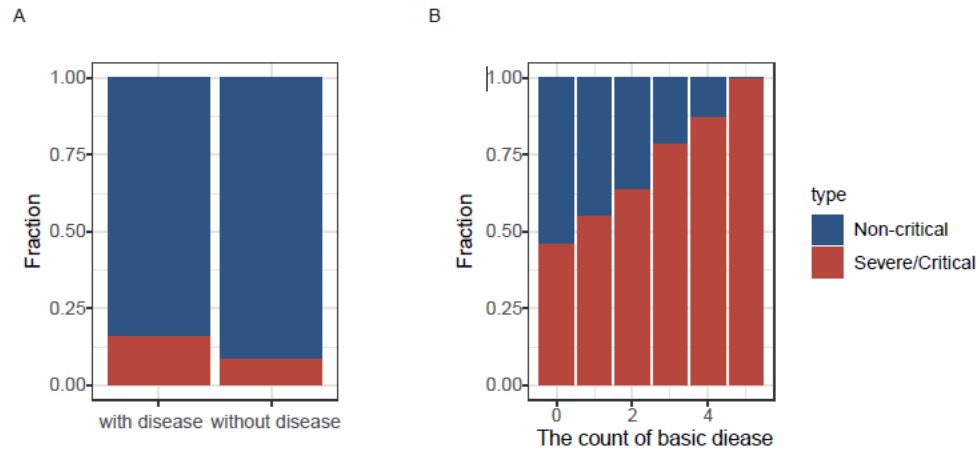 A
B
1.00
0.75
0.50
0.25
0.00
Fraction
with disease without disease
1.00
0.75
0.50
0.25
0.00
Fraction
0 2 4
The count of basic diease
type
Non-critical
Severe/Critical